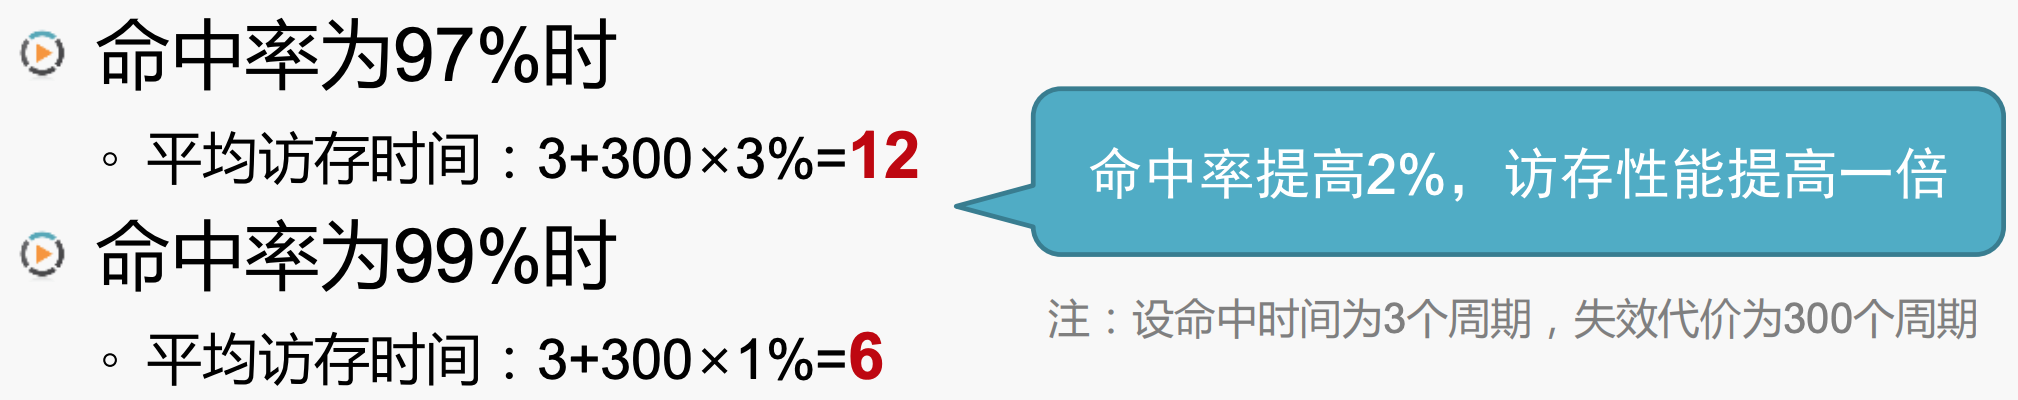 命中率为97%时
平均访存时间：3+300×3%=12
命中率为99%时
平均访存时间：3+300×1%=6
命中率提高2%，访存性能提高一倍
注：设命中时间为3个周期，失效代价为300个周期